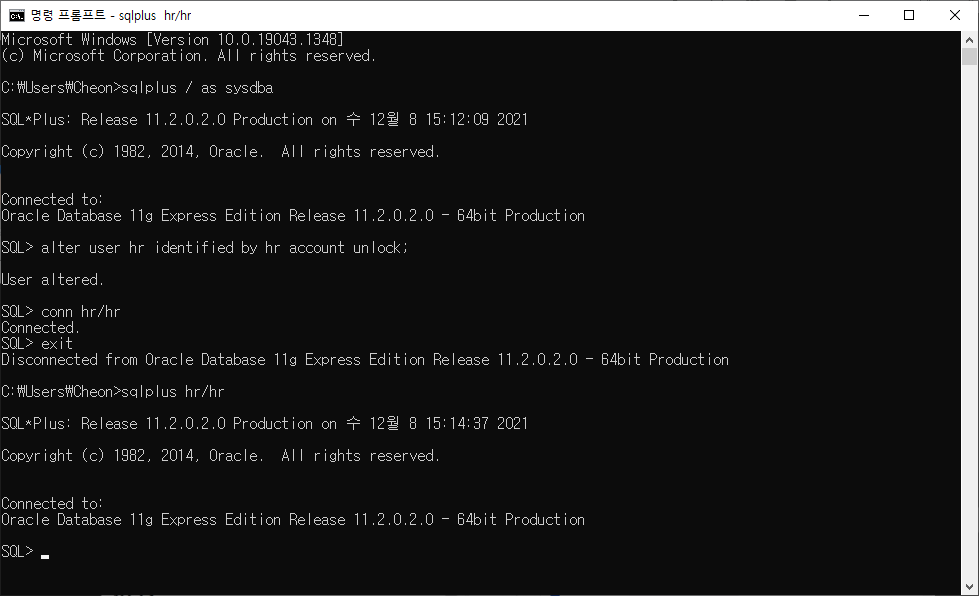 명령 프롬프트 - sqlplus  hr/hr
Microsoft Windows [Version 10.0.19043.1348]
(c) Microsoft Corporation. All rights reserved.
C:₩Users₩Cheon>sqlplus / as sysdba
SQL*Plus: Release 11.2.0.2.0 Production on 수 12월 8 15:12:09 2021
Copyright (c) 1982, 2014, Oracle.  All rights reserved.
Connected to:
Oracle Database 11g Express Edition Release 11.2.0.2.0 - 64bit Production
SQL> alter user hr identified by hr account unlock;
User altered.
SQL> conn hr/hr
Connected.
SQL> exit
Disconnected from Oracle Database 11g Express Edition Release 11.2.0.2.0 - 64bit Production
C:₩Users₩Cheon>sqlplus hr/hr
SQL*Plus: Release 11.2.0.2.0 Production on 수 12월 8 15:14:37 2021
Copyright (c) 1982, 2014, Oracle.  All rights reserved.
Connected to:
Oracle Database 11g Express Edition Release 11.2.0.2.0 - 64bit Production
SQL>